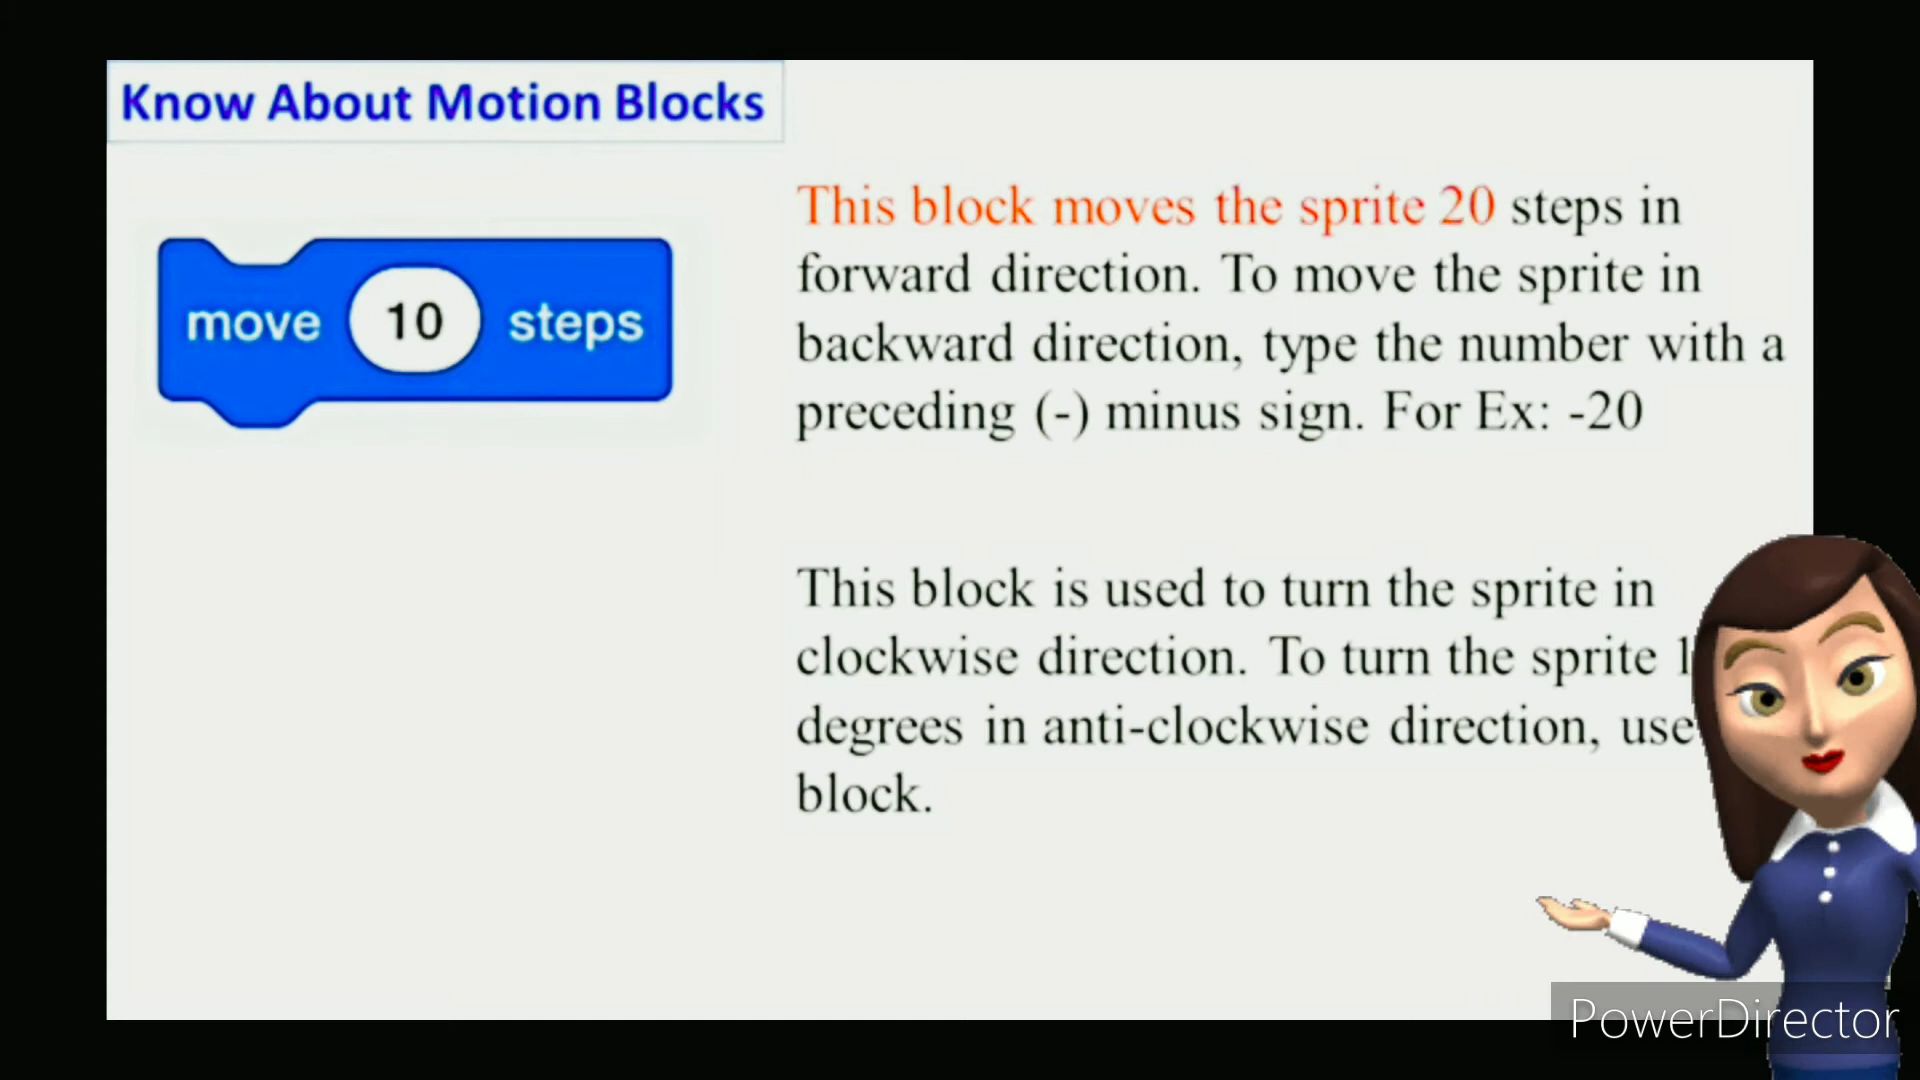 Know About Motion Blocks
move 10 steps
This block moves the sprite 20 steps in
forward direction. To move the sprite in
backward direction, type the number with a
preceding (-) minus sign. For Ex: -20
This block is used to turn the sprite in
clockwise direction. To turn the sprite
degrees in anti-clockwise direction, use
block.
PowerDirector